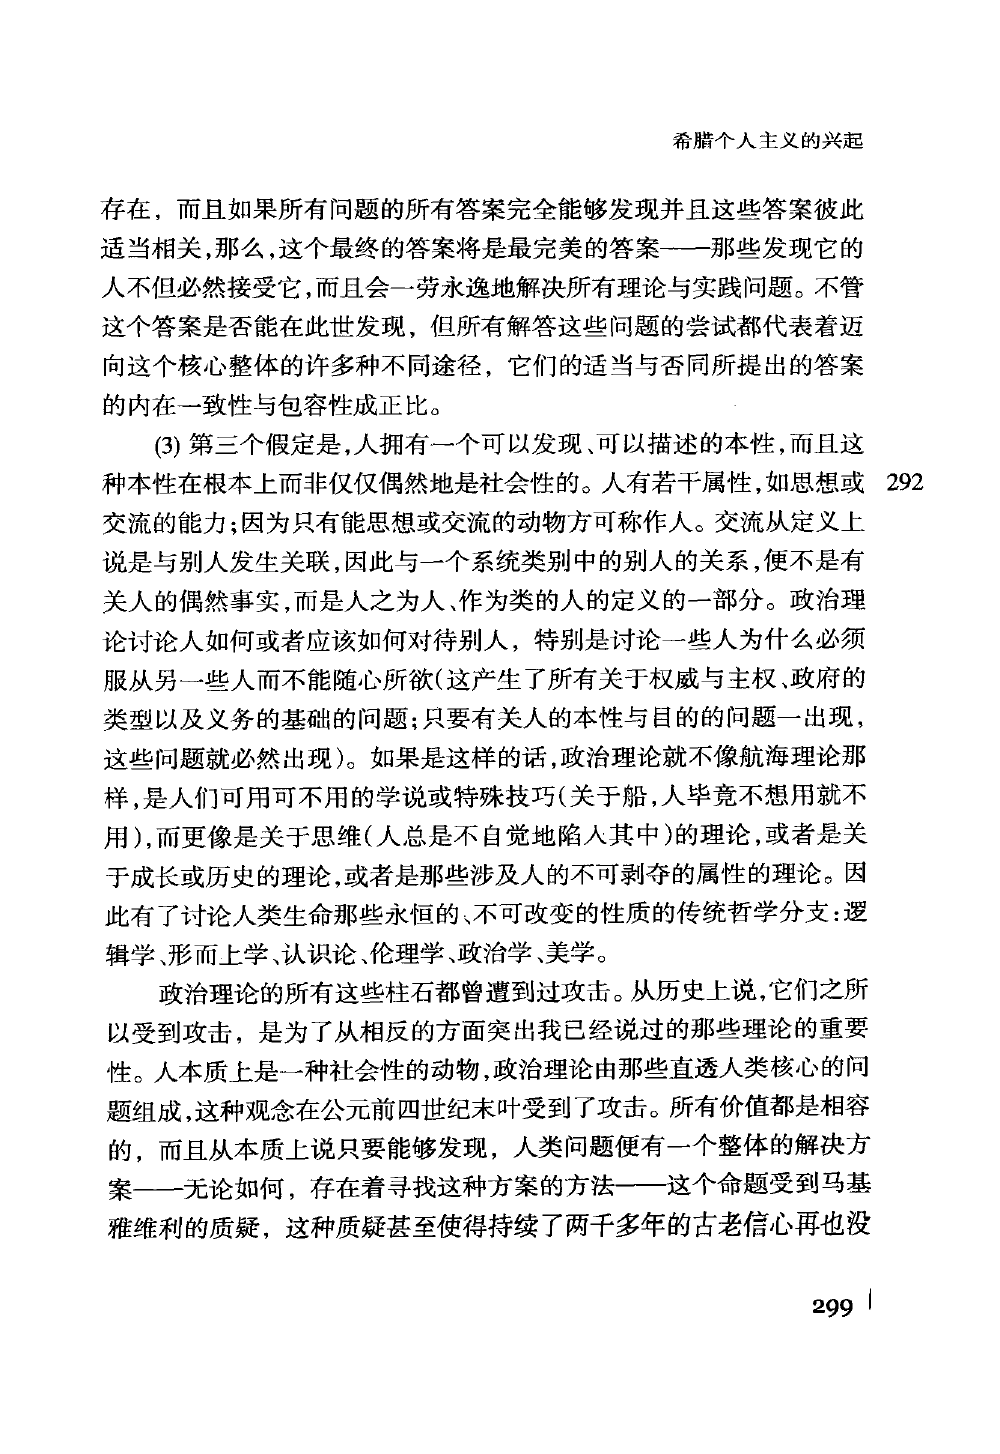 希腊个人主义的兴起
存在，而且如果所有问题的所有答案完全能够发现并且这些答案彼此
适当相关，那么，这个最终的答案将是最完美的答案——那些发现它的
人不但必然接受它，而且会一劳永逸地解决所有理论与实践问题。不管
这个答案是否能在此世发现，但所有解答这些问题的尝试都代表着迈
向这个核心整体的许多种不同途径，它们的适当与否同所提出的答案
的内在一致性与包容性成正比。
(3) 第三个假定是，人拥有一个可以发现、可以描述的本性，而且这
种本性在根本上而非仅仅偶然地是社会性的。人有若干属性，如思想或 292
交流的能力；因为只有能思想或交流的动物方可称作人。交流从定义上
说是与别人发生关联，因此与一个系统类别中的别人的关系，便不是有
关人的偶然事实，而是人之为人、作为类的人的定义的一部分。政治理
论讨论人如何或者应该如何对待别人，特别是讨论一些人为什么必须
服从另一些人而不能随心所欲（这产生了所有关于权威与主权、政府的
类型以及义务的基础的问题；只要有关人的本性与目的的问题一出现，
这些问题就必然出现）。如果是这样的话，政治理论就不像航海理论那
样，是人们可用可不用的学说或特殊技巧（关于船，人毕竟不想用就不
用），而更像是关于思维（人总是不自觉地陷入其中）的理论，或者是关
于成长或历史的理论，或者是那些涉及人的不可剥夺的属性的理论。因
此有了讨论人类生命那些永恒的、不可改变的性质的传统哲学分支：逻
辑学、形而上学、认识论、伦理学、政治学、美学。
政治理论的所有这些柱石都曾遭到过攻击。从历史上说，它们之所
以受到攻击，是为了从相反的方面突出我已经说过的那些理论的重要
性。人本质上是一种社会性的动物，政治理论由那些直透人类核心的问
题组成，这种观念在公元前四世纪末叶受到了攻击。所有价值都是相容
的，而且从本质上说只要能够发现，人类问题便有一个整体的解决方
案——无论如何，存在着寻找这种方案的方法——这个命题受到马基
雅维利的质疑，这种质疑甚至使得持续了两千多年的古老信心再也没
299